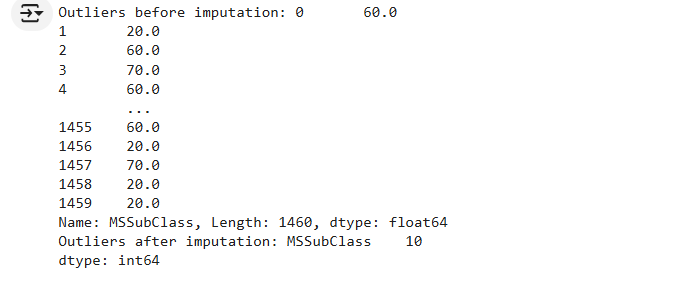 Outliers before imputation: 0       60.0
1       20.0
2       60.0
3       70.0
4       60.0
        ...
1455    60.0
1456    20.0
1457    70.0
1458    20.0
1459    20.0
Name: MSSubClass, Length: 1460, dtype: float64
Outliers after imputation: MSSubClass    10
dtype: int64